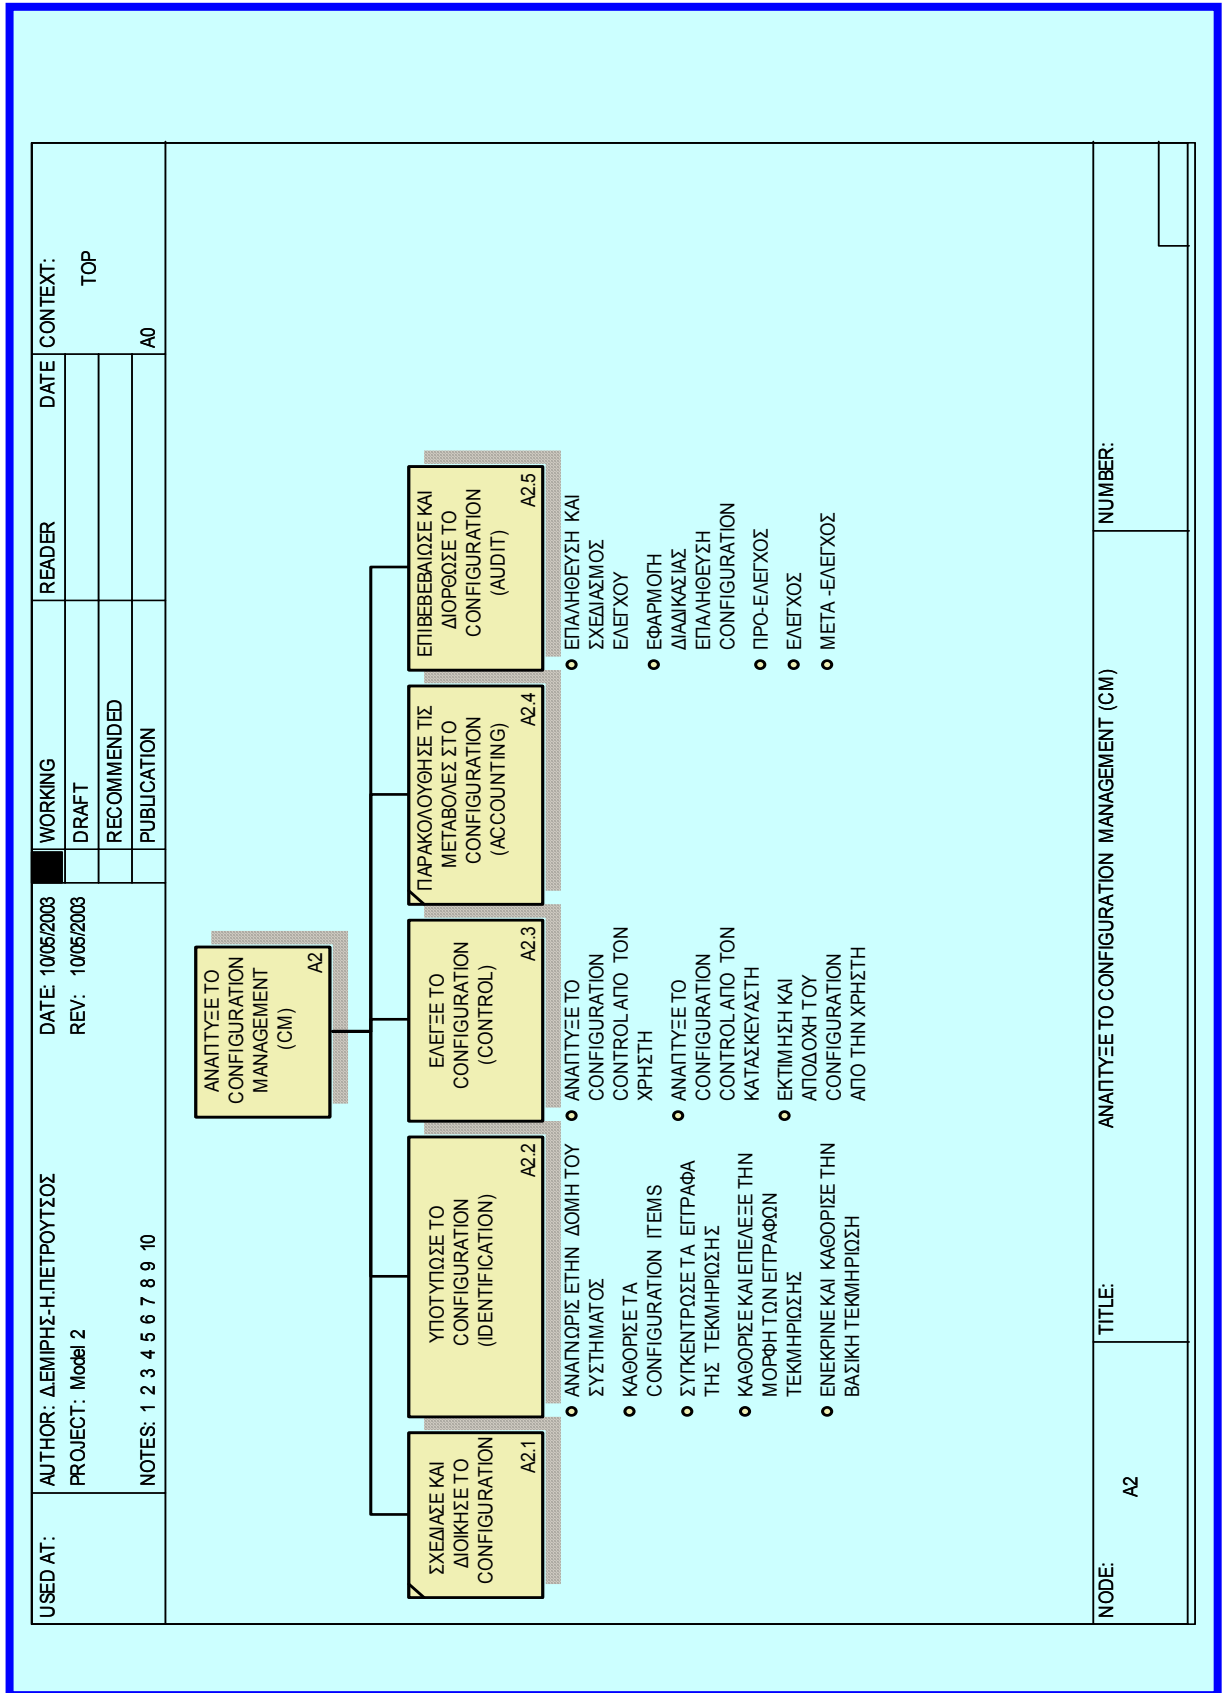 USED AT:
AUTHOR: Δ.ΕΜΙΡΗΣ-Η.ΠΕΤΡΟΥΤΣΟΣ
PROJECT: Model 2
NOTES: 1 2 3 4 5 6 7 8 9 10
DATE: 10/05/2003
REV: 10/05/2003
WORKING
DRAFT
RECOMMENDED
PUBLICATION
READER
DATE
CONTEXT:
TOP
A0
ΑΝΑΠΤΥΞΕ ΤΟ
CONFIGURATION
MANAGEMENT
(CM)
A2
ΣΧΕΔΙΑΣΕ ΚΑΙ
ΔΙΟΙΚΗΣΕ ΤΟ
CONFIGURATION
A2.1
ΥΠΟΤΥΠΩΣΕ ΤΟ
CONFIGURATION
(IDENTIFICATION)
A2.2
ΕΛΕΓΞΕ ΤΟ
CONFIGURATION
(CONTROL)
A2.3
ΠΑΡΑΚΟΛΟΥΘΗΣΕ ΤΙΣ
ΜΕΤΑΒΟΛΕΣ ΣΤΟ
CONFIGURATION
(ACCOUNTING)
A2.4
ΕΠΙΒΕΒΕΒΑΙΩΣΕ ΚΑΙ
ΔΙΟΡΘΩΣΕ ΤΟ
CONFIGURATION
(AUDIT)
A2.5
ΑΝΑΓΝΩΡΙΣ ΕΤΗΝ ΔΟΜΗ ΤΟΥ
ΣΥΣΤΗΜΑΤΟΣ
ΚΑΘΟΡΙΣΕ ΤΑ
CONFIGURATION ITEMS
ΣΥΓΚΕΝΤΡΩΣΕ ΤΑ ΕΓΓΡΑΦΑ
ΤΗΣ ΤΕΚΜΗΡΙΩΣΗΣ
ΚΑΘΟΡΙΣΕ ΚΑΙ ΕΠΕΛΕΞΕ ΤΗΝ
ΜΟΡΦΗ ΤΩΝ ΕΓΓΡΑΦΩΝ
ΤΕΚΜΗΡΙΩΣΗΣ
ΕΝΕΚΡΙΝΕ ΚΑΙ ΚΑΘΟΡΙΣΕ ΤΗΝ
ΒΑΣΙΚΗ ΤΕΚΜΗΡΙΩΣΗ
ΑΝΑΠΤΥΞΕ ΤΟ
CONFIGURATION
CONTROL ΑΠΟ ΤΟΝ
ΧΡΗΣΤΗ
ΑΝΑΠΤΥΞΕ ΤΟ
CONFIGURATION
CONTROL ΑΠΟ ΤΟΝ
ΚΑΤΑΣΚΕΥΑΣΤΗ
ΕΚΤΙΜΗΣΗ ΚΑΙ
ΑΠΟΔΟΧΗ ΤΟΥ
CONFIGURATION
ΑΠΟ ΤΗΝ ΧΡΗΣΤΗ
ΕΠΑΛΗΘΕΥΣΗ ΚΑΙ
ΣΧΕΔΙΑΣΜΟΣ
ΕΛΕΓΧΟΥ
ΕΦΑΡΜΟΓΗ
ΔΙΑΔΙΚΑΣΙΑΣ
ΕΠΑΛΗΘΕΥΣΗ
CONFIGURATION
ΠΡΟ-ΕΛΕΓΧΟΣ
ΕΛΕΓΧΟΣ
ΜΕΤΑ -ΕΛΕΓΧΟΣ
NODE:
A2
TITLE:
ΑΝΑΠΤΥΞΕ ΤΟ CONFIGURATION MANAGEMENT (CM)
NUMBER: